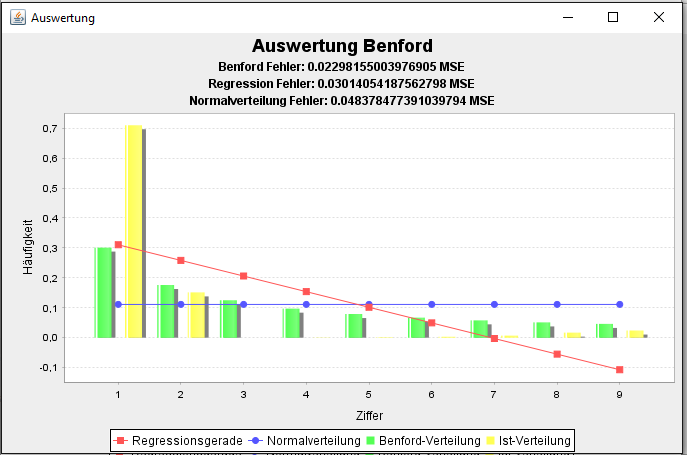 Auswertung
Auswertung Benford
Benford Fehler: 0.02298155003976905 MSE
Regression Fehler: 0.03014054187562798 MSE
Normalverteilung Fehler: 0.048378477391039794 MSE
Häufigkeit
0,7
0,6
0,5
0,4
0,3
0,2
0,1
0,0
-0,1
1 2 3 4 5 6 7 8 9
Ziffer
Regressionsgerade Normalverteilung Benford-Verteilung Ist-Verteilung